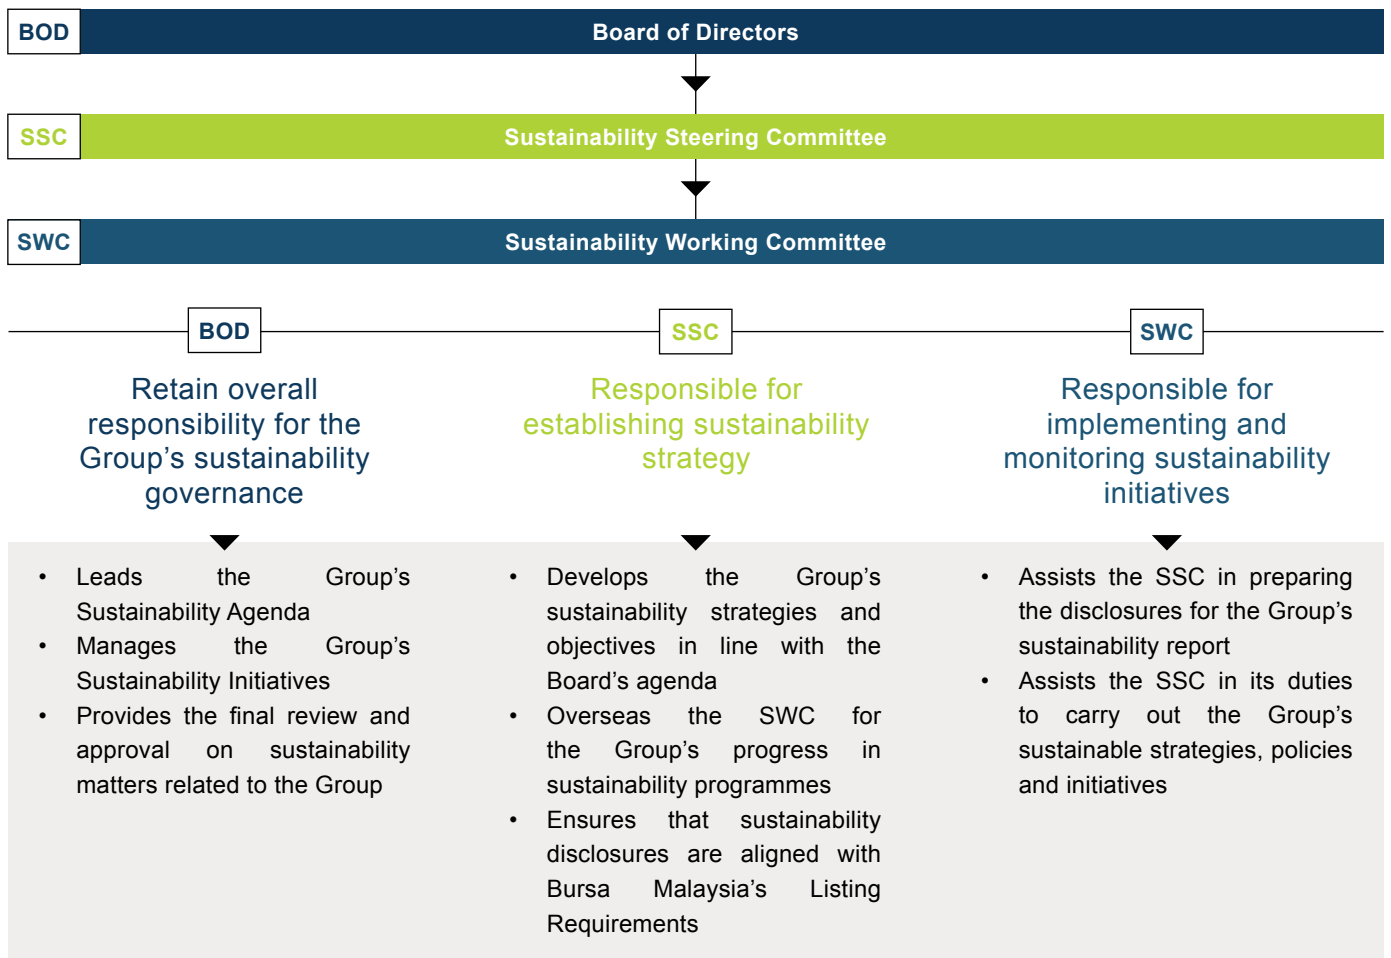 BOD
Board of Directors
SSC
Sustainability Steering Committee
SWC
Sustainability Working Committee
BOD
Retain overall
responsibility for the
Group’s sustainability
governance
• Leads the Group’s
Sustainability Agenda
• Manages the Group’s
Sustainability Initiatives
• Provides the final review and
approval on sustainability
matters related to the Group
SSC
Responsible for
establishing sustainability
strategy
• Develops the Group’s
sustainability strategies and
objectives in line with the
Board’s agenda
• Overseas the SWC for
the Group’s progress in
sustainability programmes
• Ensures that sustainability
disclosures are aligned with
Bursa Malaysia’s Listing
Requirements
SWC
Responsible for
implementing and
monitoring sustainability
initiatives
• Assists the SSC in preparing
the disclosures for the Group’s
sustainability report
• Assists the SSC in its duties
to carry out the Group’s
sustainable strategies, policies
and initiatives